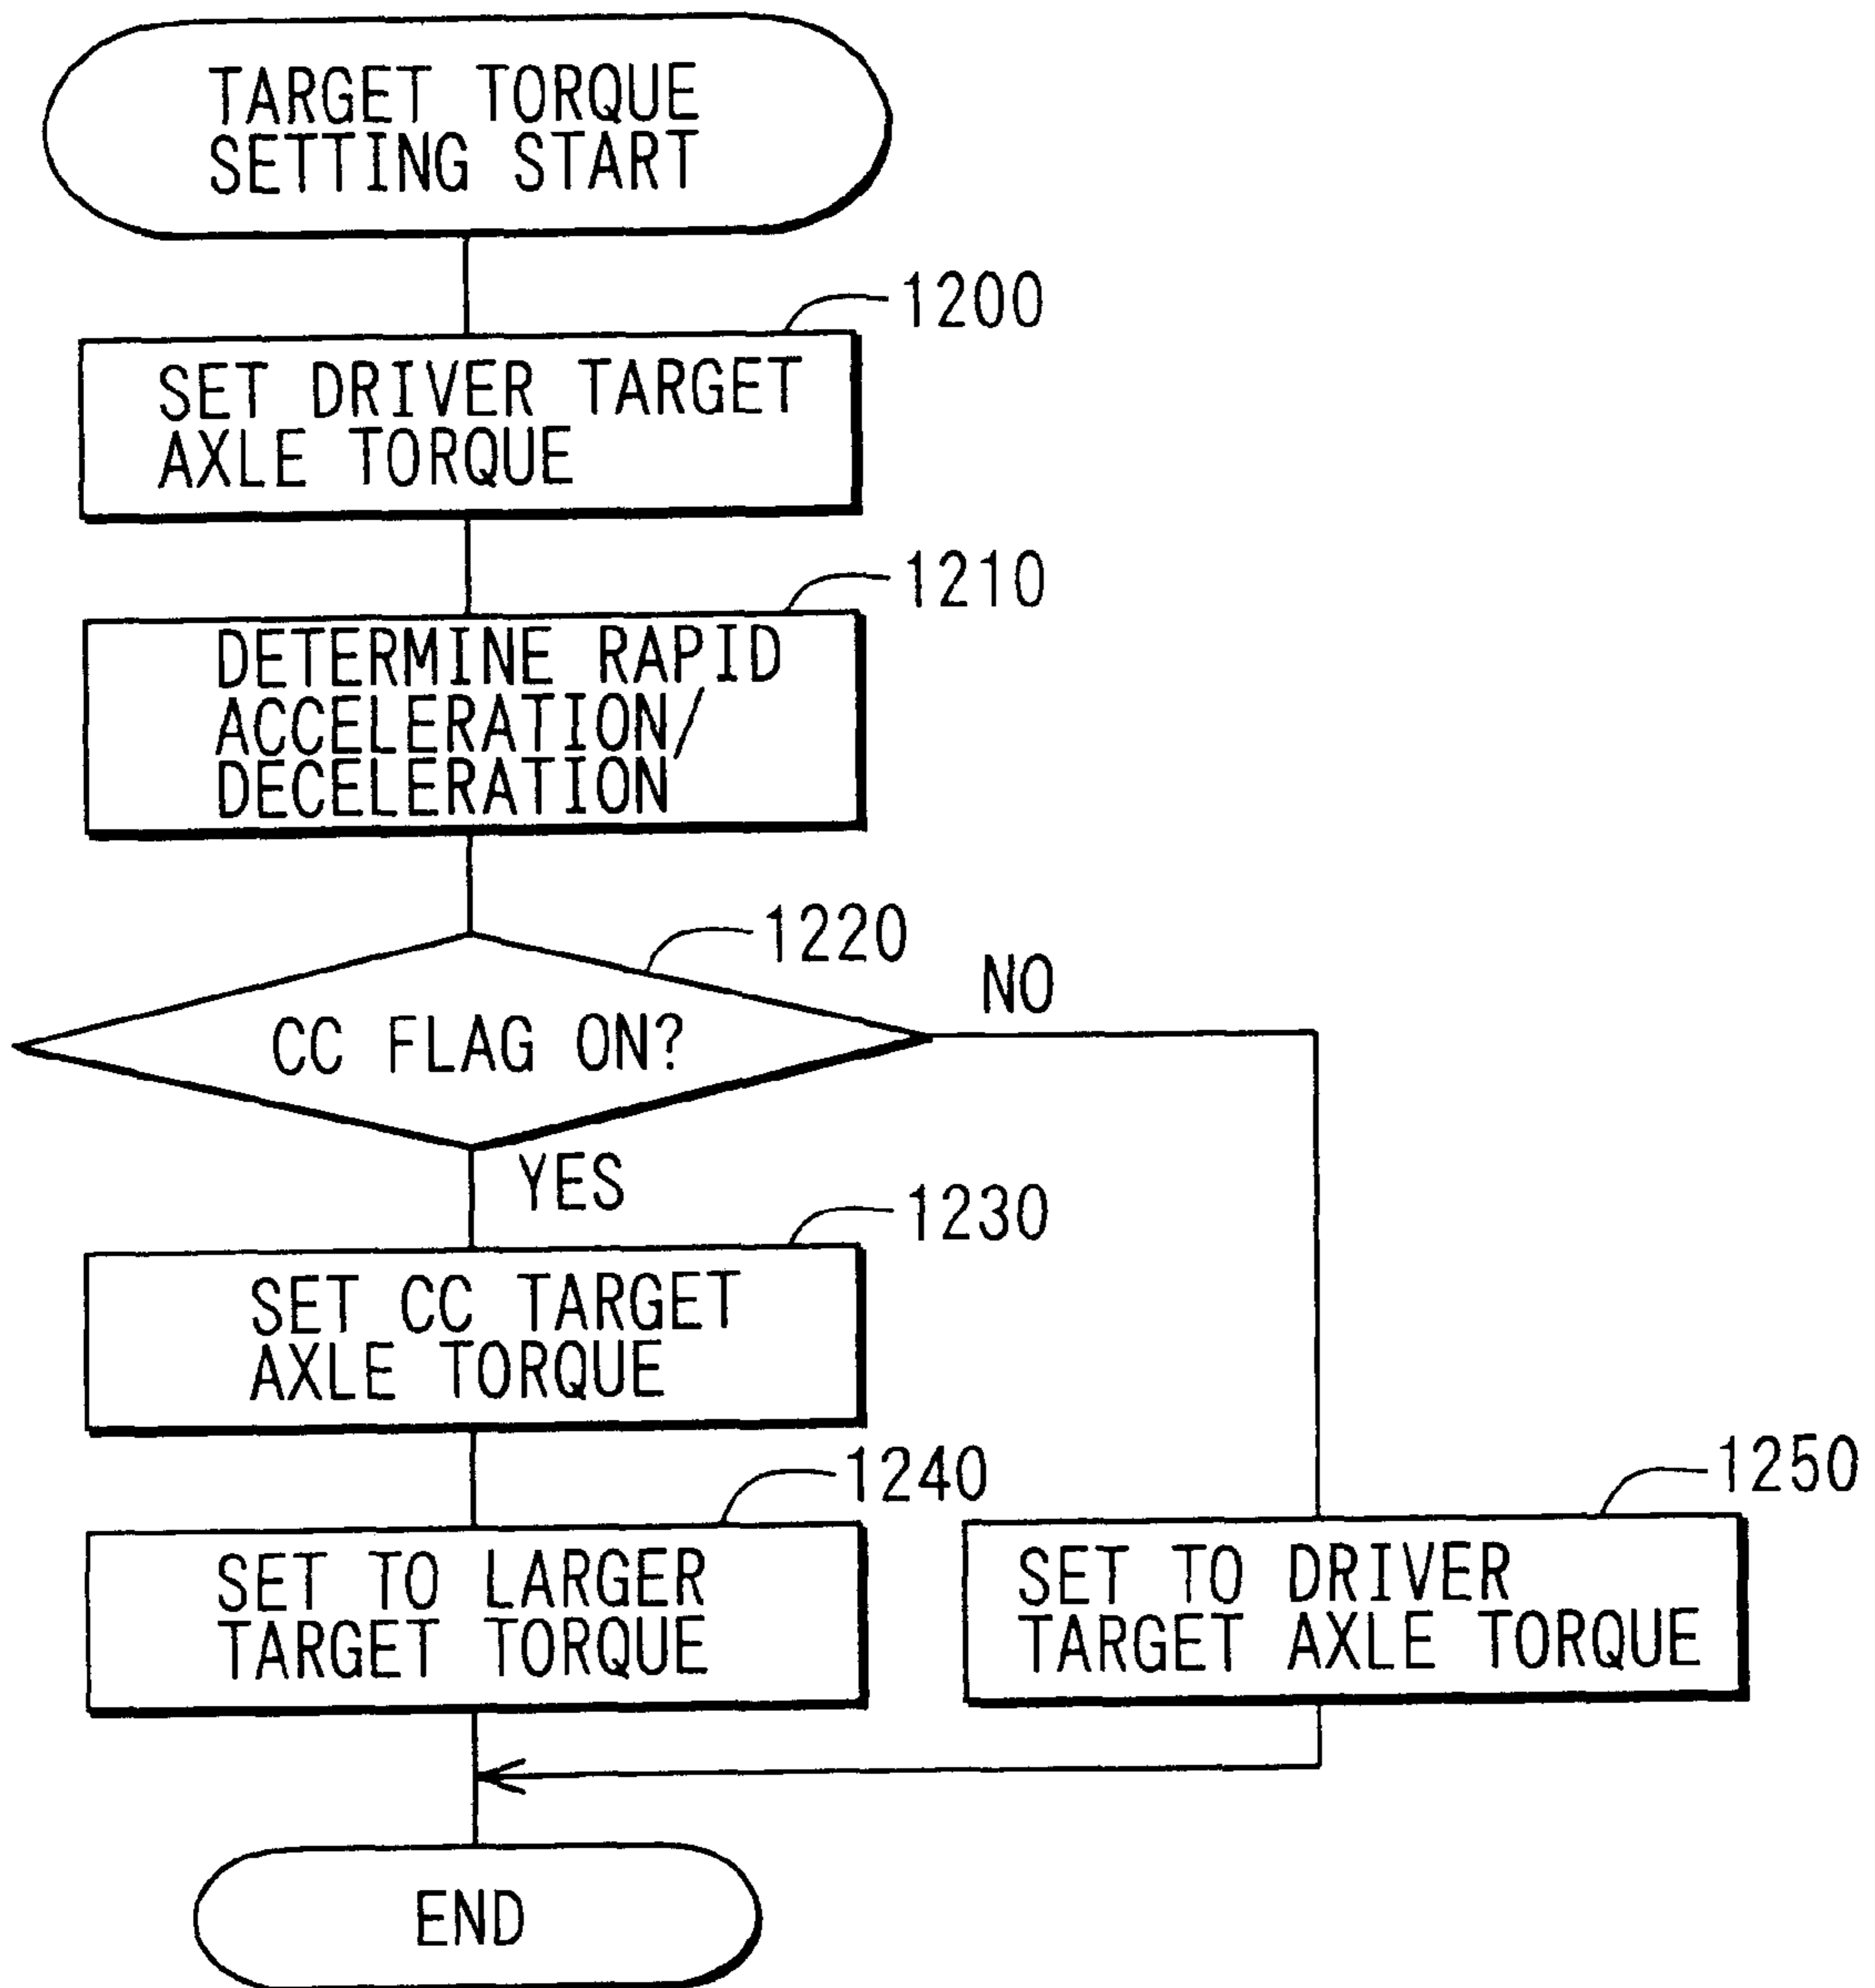 TARGET TORQUE
SETTING START
1200
SET DRIVER TARGET
AXLE TORQUE
1210
DETERMINE RAPID
ACCELERATION/
DECELERATION
1220
CC FLAG ON?
NO
YES
1230
SET CC TARGET
AXLE TORQUE
1240
SET TO LARGER
TARGET TORQUE
1250
SET TO DRIVER
TARGET AXLE TORQUE
END